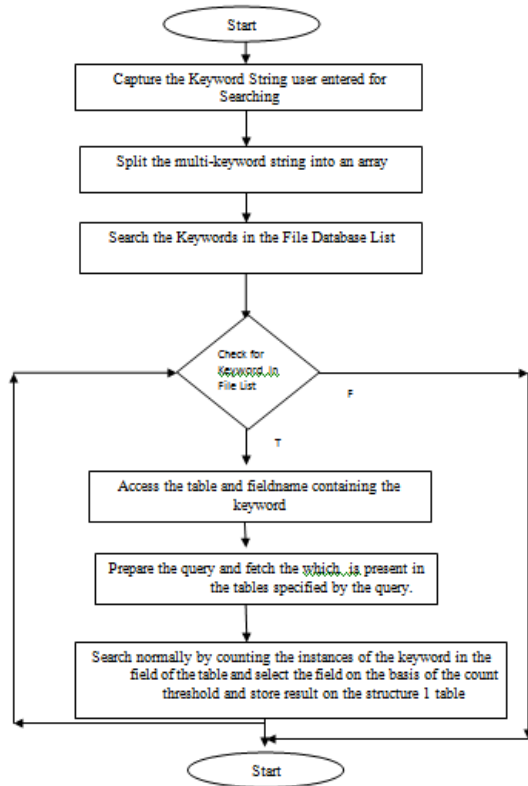 Start
Capture the Keyword String user entered for
Searching
Split the multi-keyword string into an array
Search the Keywords in the File Database List
Check for
Keyword in
File List
F
T
Access the table and fieldname containing the
keyword
Prepare the query and fetch the which is present in
the tables specified by the query.
Search normally by counting the instances of the keyword in the
field of the table and select the field on the basis of the count
threshold and store result on the structure 1 table
Start